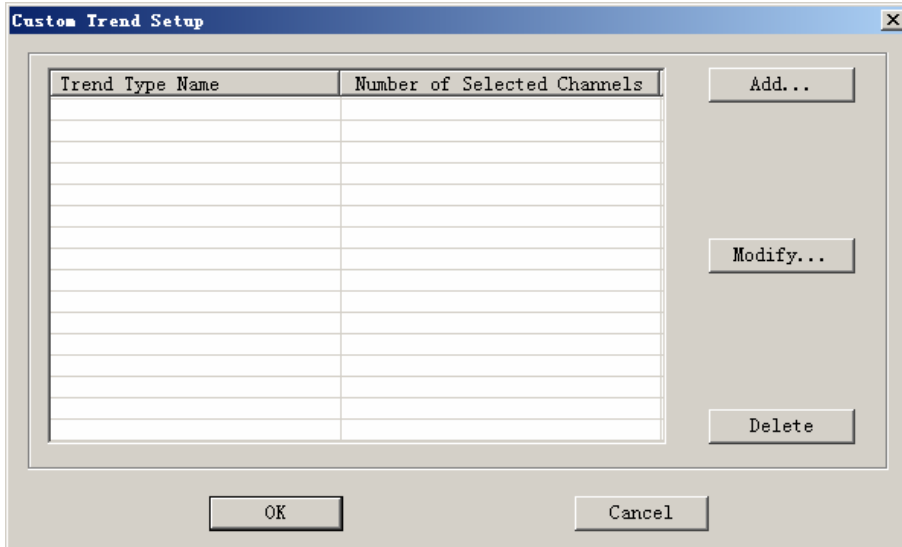 Custom Trend Setup
Trend Type Name Number of Selected Channels
Add...
Modify...
Delete
OK Cancel